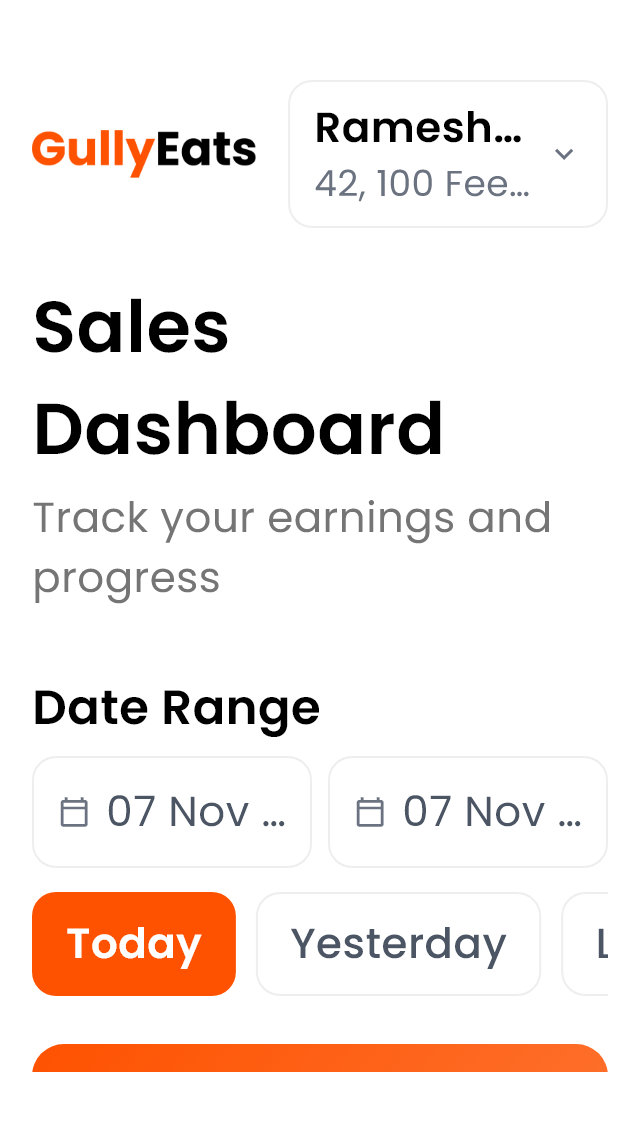 GullyEats
Ramesh...
42, 100 Fee...
Sales
Dashboard
Track your earnings and
progress
Date Range
07 Nov ...
07 Nov ...
Today
Yesterday
L